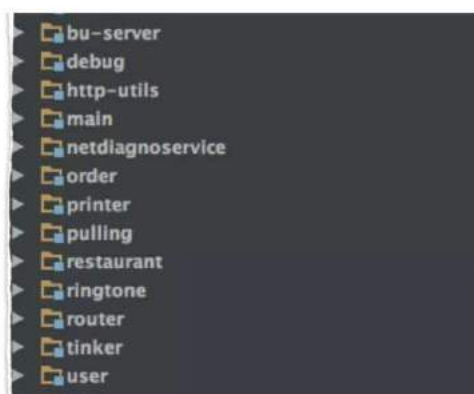 bu-server
debug
http-utils
main
netdiagnoservice
order
printer
pulling
restaurant
ringtone
router
tinker
user